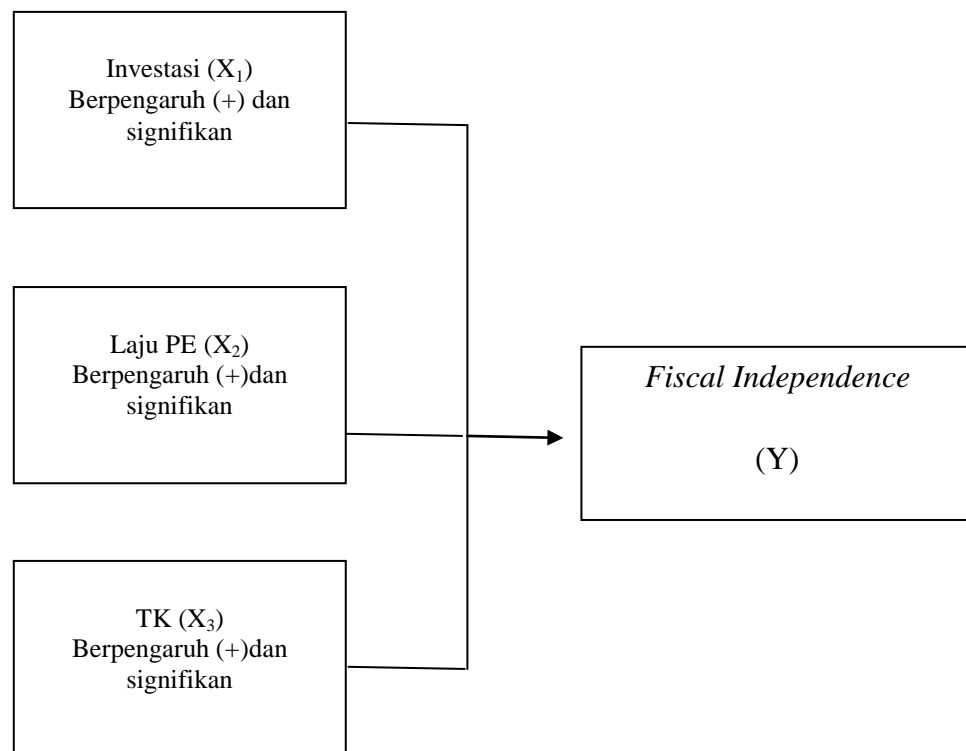 Investasi (X₁)
Berpengaruh (+) dan
signifikan
Laju PE (X₂)
Berpengaruh (+)dan
signifikan
TK (X₃)
Berpengaruh (+)dan
signifikan
Fiscal Independence
(Y)